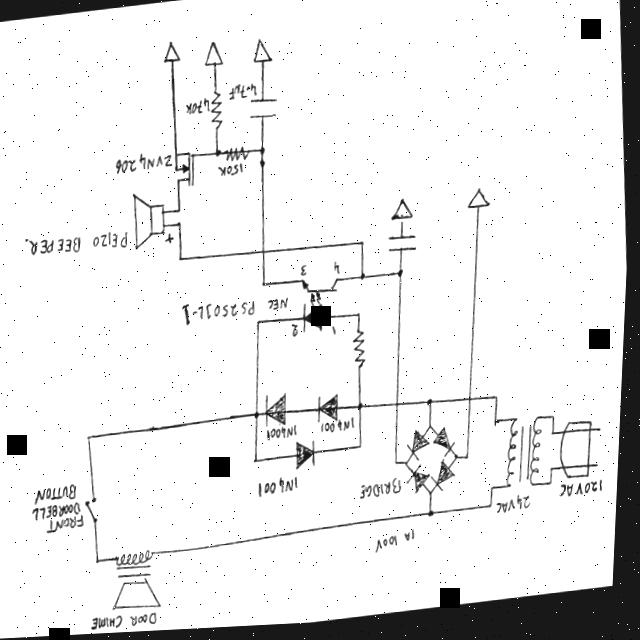 DOOR CHIME
1A 100V
FRONT
DOORBELL
BUTTON
24VAC
120VAC
BRIDGE
1N4001
1N4001
1N4001
1
2
NEC
PS2501L-1
4
3
PE120 BEEPER.
+
150K
ZVN4206
470K
4.7µF